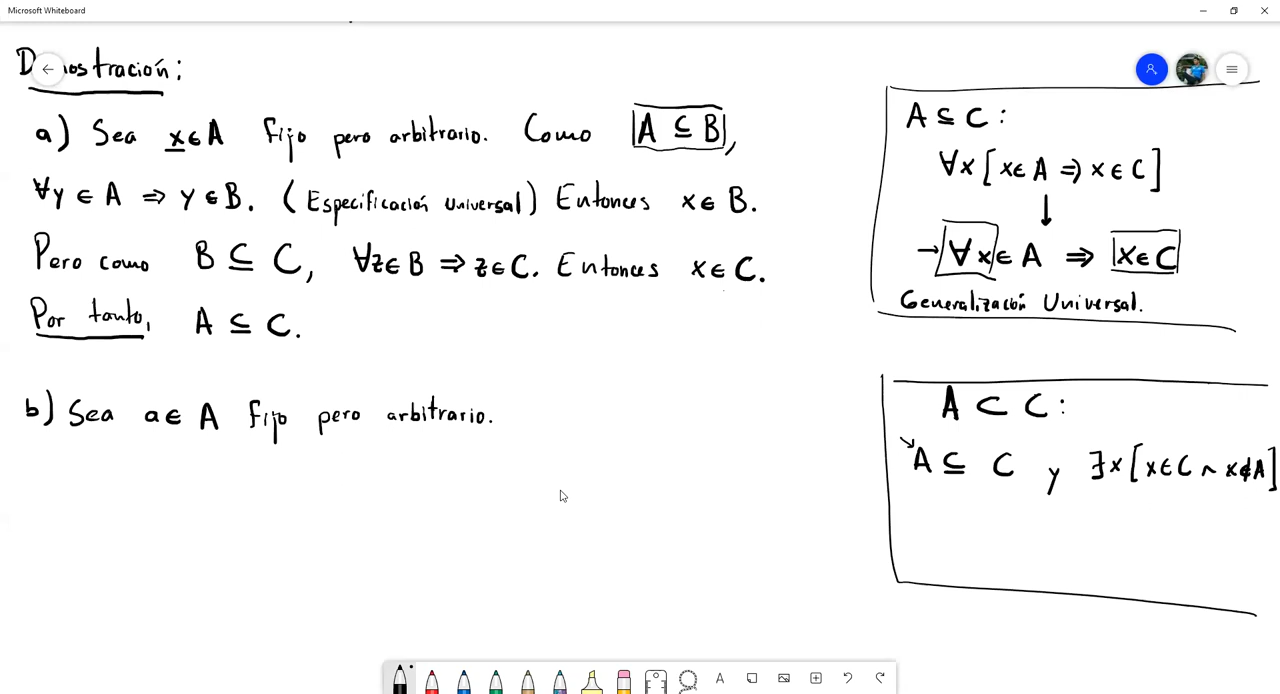 Microsoft Whiteboard
Demostración:
a) Sea x ∈ A fijo pero arbitrario. Como A ⊆ B,
∀y ∈ A ⇒ y ∈ B. (Especificación Universal) Entonces x ∈ B.
Pero como B ⊆ C, ∀z ∈ B ⇒ z ∈ C. Entonces x ∈ C.
Por tanto, A ⊆ C.
b) Sea a ∈ A fijo pero arbitrario.
A ⊆ C:
∀x [x ∈ A ⇒ x ∈ C]
↓
→ ∀x ∈ A ⇒ x ∈ C
Generalización Universal.
A ⊂ C:
A ⊆ C y ∃x [x ∈ C ∧ x ∉ A]